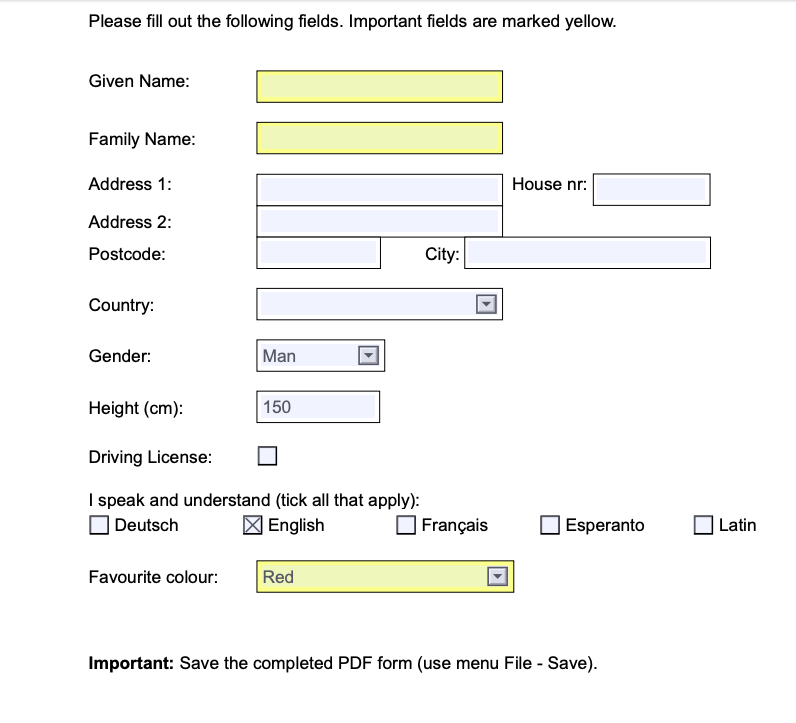 Please fill out the following fields. Important fields are marked yellow.
Given Name:
Family Name:
Address 1: House nr:
Address 2:
Postcode: City:
Country:
Gender: Man
Height (cm): 150
Driving License:
I speak and understand (tick all that apply):
Deutsch English Français Esperanto Latin
Favourite colour: Red
Important: Save the completed PDF form (use menu File - Save).